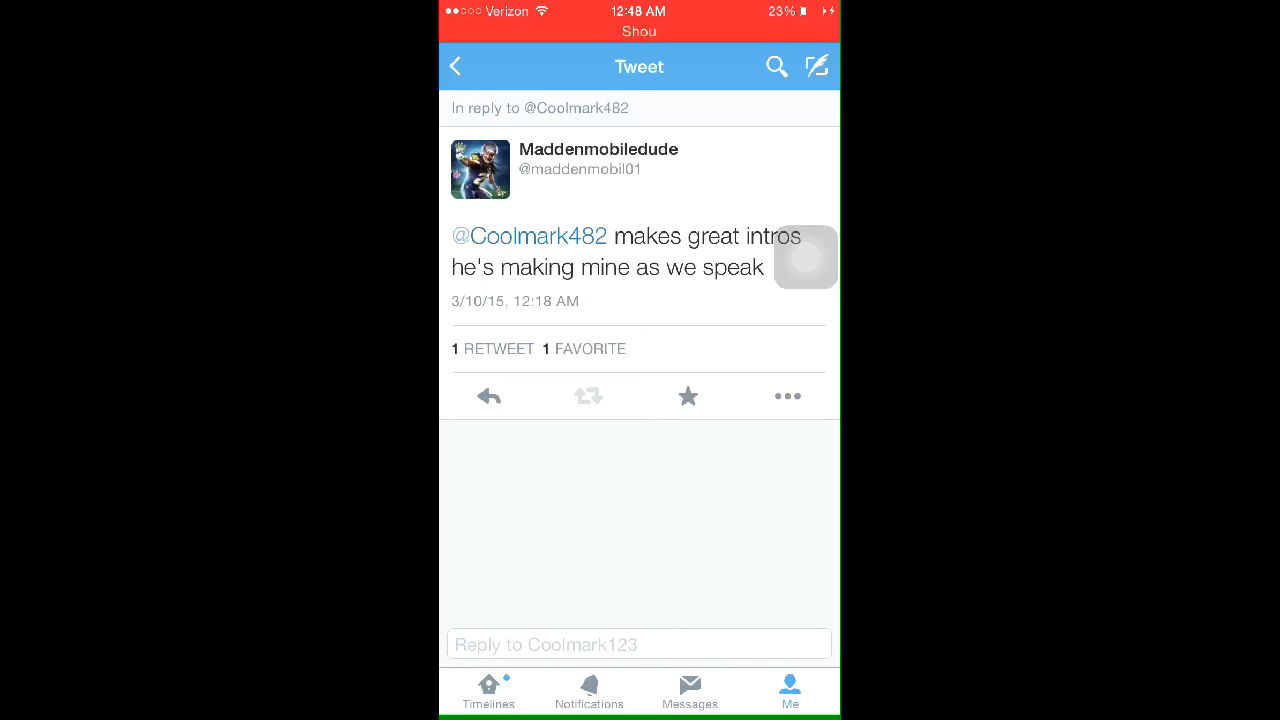 Verizon 12:48 AM 23%
Shou
Tweet
In reply to @Coolmark482
Maddenmobiledude
@maddenmobil01
@Coolmark482 makes great intros
he's making mine as we speak
3/10/15, 12:18 AM
1 RETWEET 1 FAVORITE
Reply to Coolmark123
Timelines Notifications Messages Me